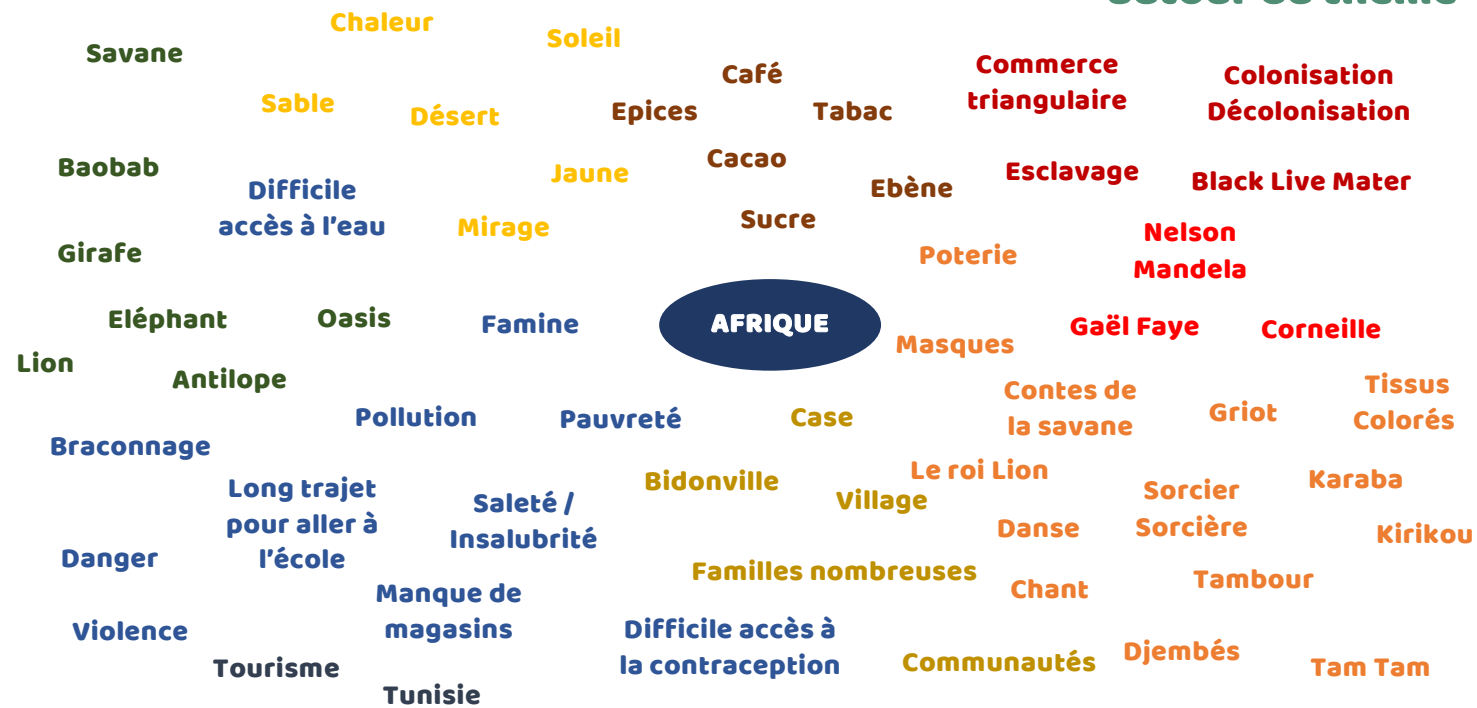 autour ce thème
Chaleur
Soleil
Savane
Café
Commerce
triangulaire
Colonisation
Décolonisation
Sable
Désert
Epices
Tabac
Baobab
Difficile
accès à l'eau
Jaune
Cacao
Ebène
Esclavage
Black Live Mater
Mirage
Sucre
Nelson
Mandela
Girafe
Poterie
Eléphant
Oasis
Famine
AFRIQUE
Masques
Gaël Faye
Corneille
Lion
Antilope
Contes de
la savane
Griot
Tissus
Colorés
Pollution
Pauvreté
Case
Braconnage
Long trajet
pour aller à
l'école
Saleté /
Insalubrité
Bidonville
Village
Le roi Lion
Sorcier
Sorcière
Karaba
Danger
Danse
Kirikou
Familles nombreuses
Chant
Tambour
Manque de
magasins
Violence
Difficile accès à
la contraception
Communautés
Djembés
Tam Tam
Tourisme
Tunisie